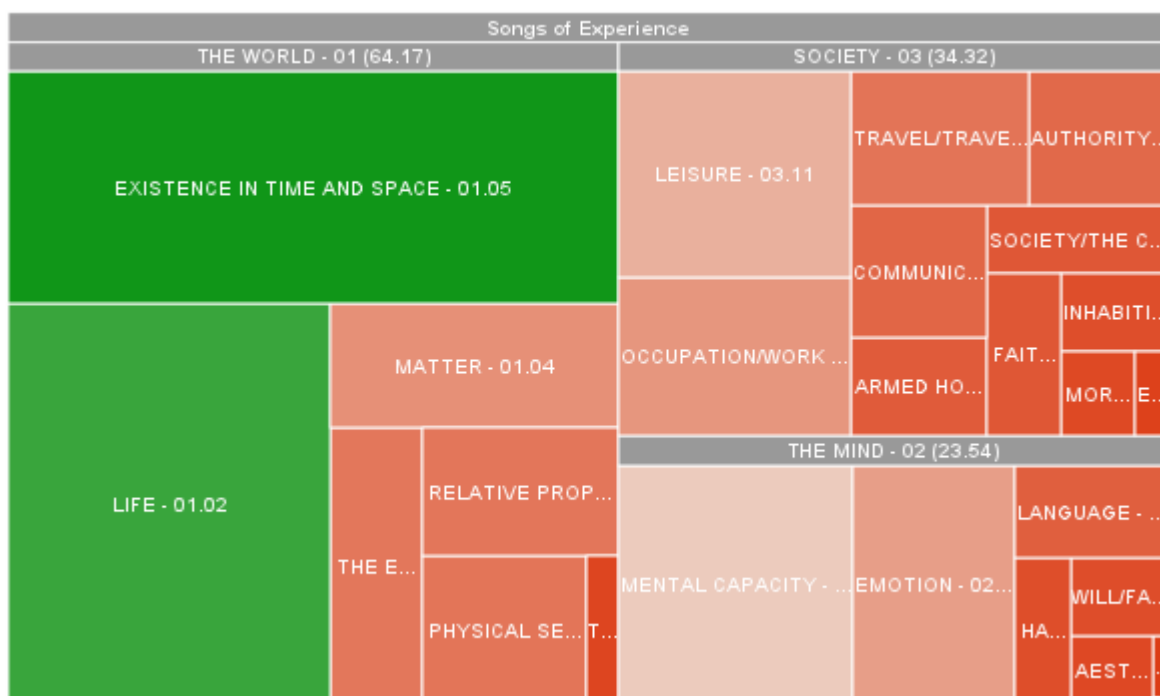 Songs of Experience
THE WORLD - 01 (64.17)
SOCIETY - 03 (34.32)
EXISTENCE IN TIME AND SPACE - 01.05
LIFE - 01.02
MATTER - 01.04
THE E...
RELATIVE PROP...
PHYSICAL SE...
T...
LEISURE - 03.11
OCCUPATION/WORK ...
TRAVEL/TRAVE...
AUTHORITY...
COMMUNIC...
ARMED HO...
SOCIETY/THE C...
FAIT...
INHABITI...
MOR...
E...
THE MIND - 02 (23.54)
MENTAL CAPACITY - ...
EMOTION - 02...
LANGUAGE - ...
HA...
WILL/FA...
AEST...